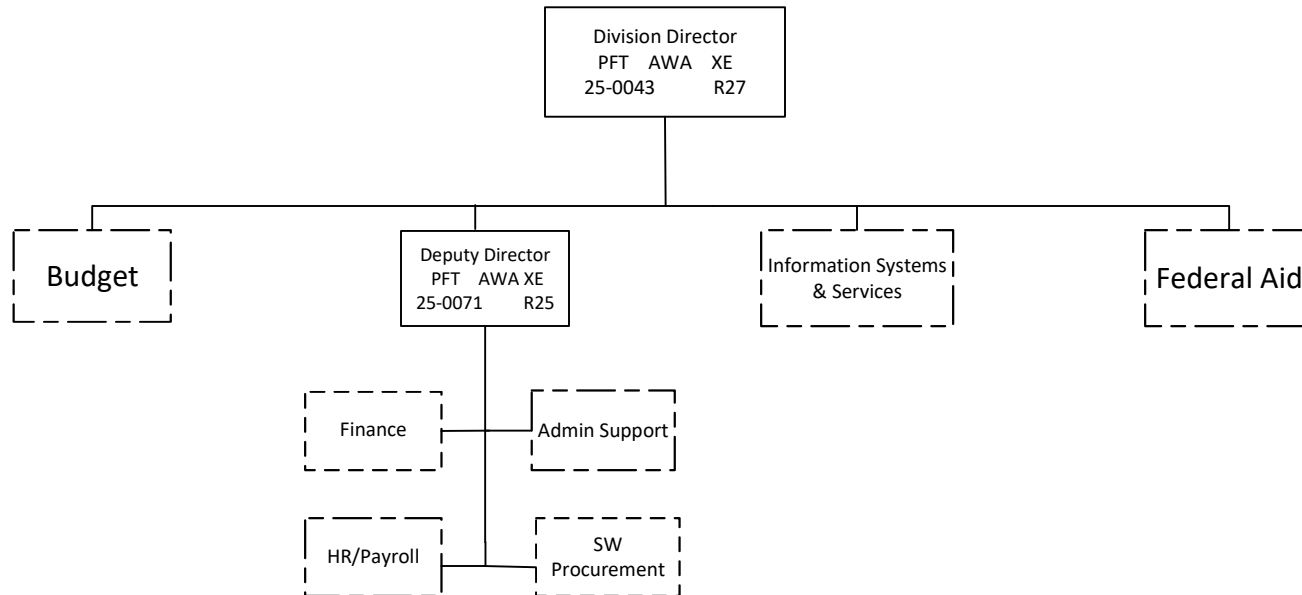 Division Director
PFT AWA XE
25-0043 R27
Budget
Deputy Director
PFT AWA XE
25-0071 R25
Information Systems
& Services
Federal Aid
Finance
Admin Support
HR/Payroll
SW
Procurement